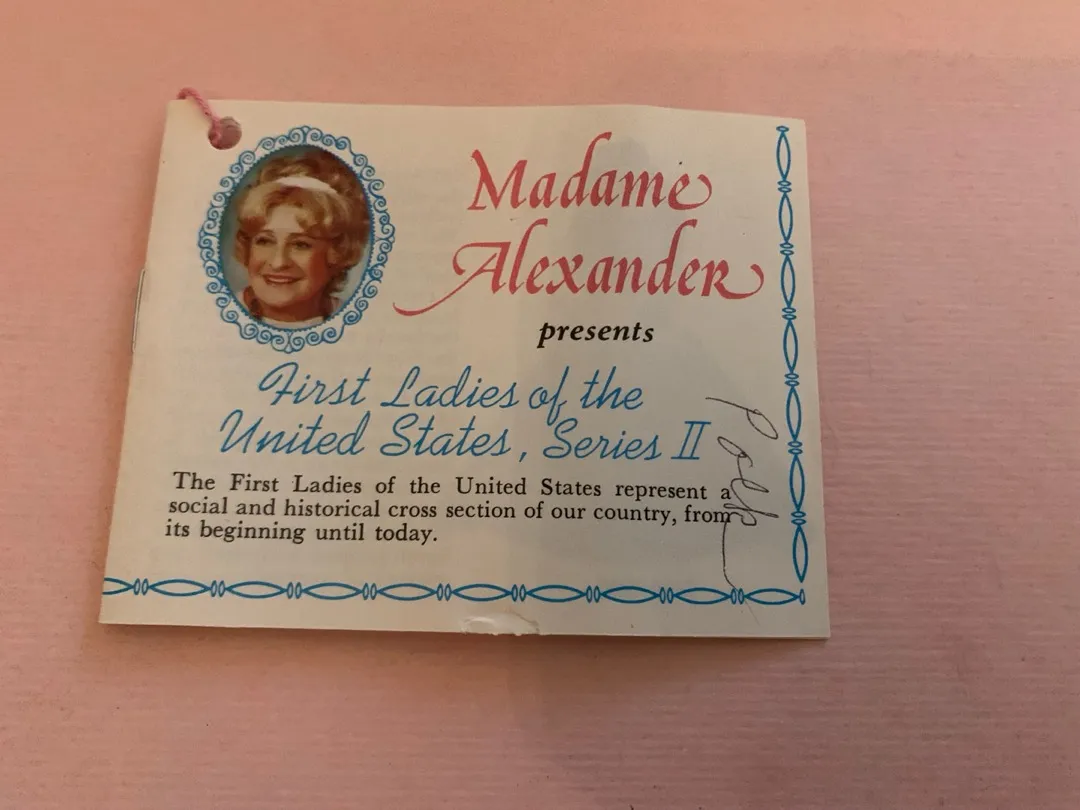 Madame
Alexander
presents
First Ladies of the
United States, Series II
The First Ladies of the United States represent a
social and historical cross section of our country, from
its beginning until today.
Polk